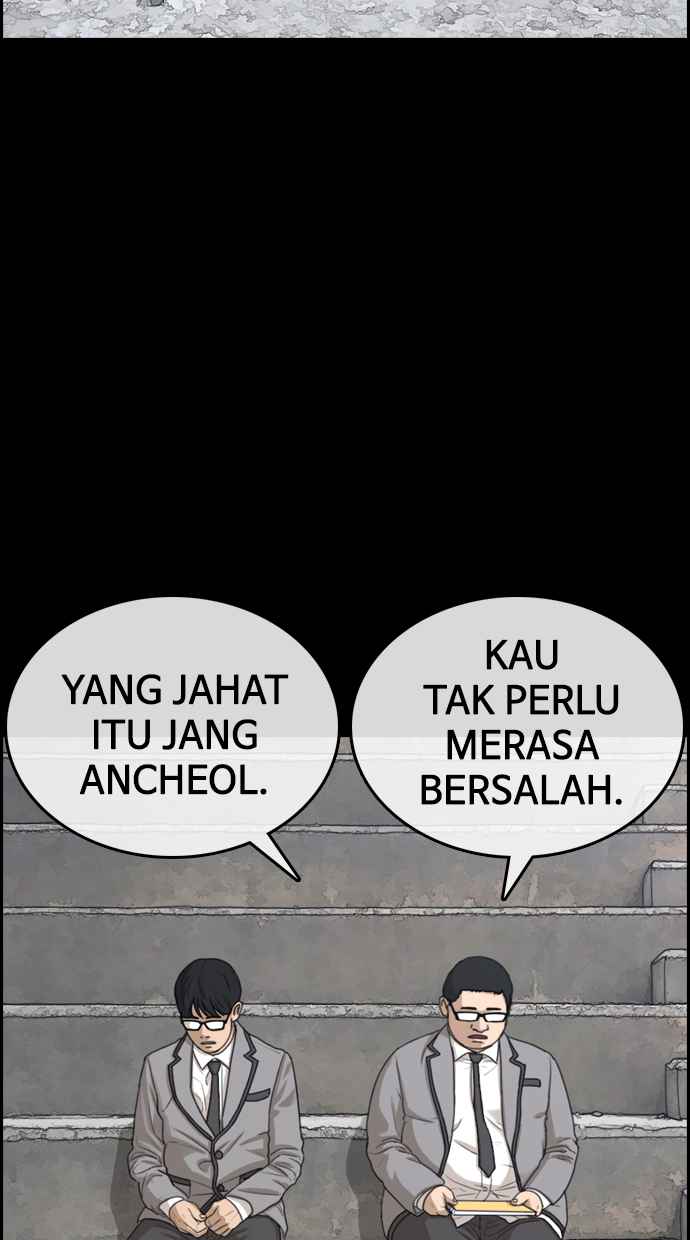 YANG JAHAT
ITU JANG
ANCHEOL.
KAU
TAK PERLU
MERASA
BERSALAH.